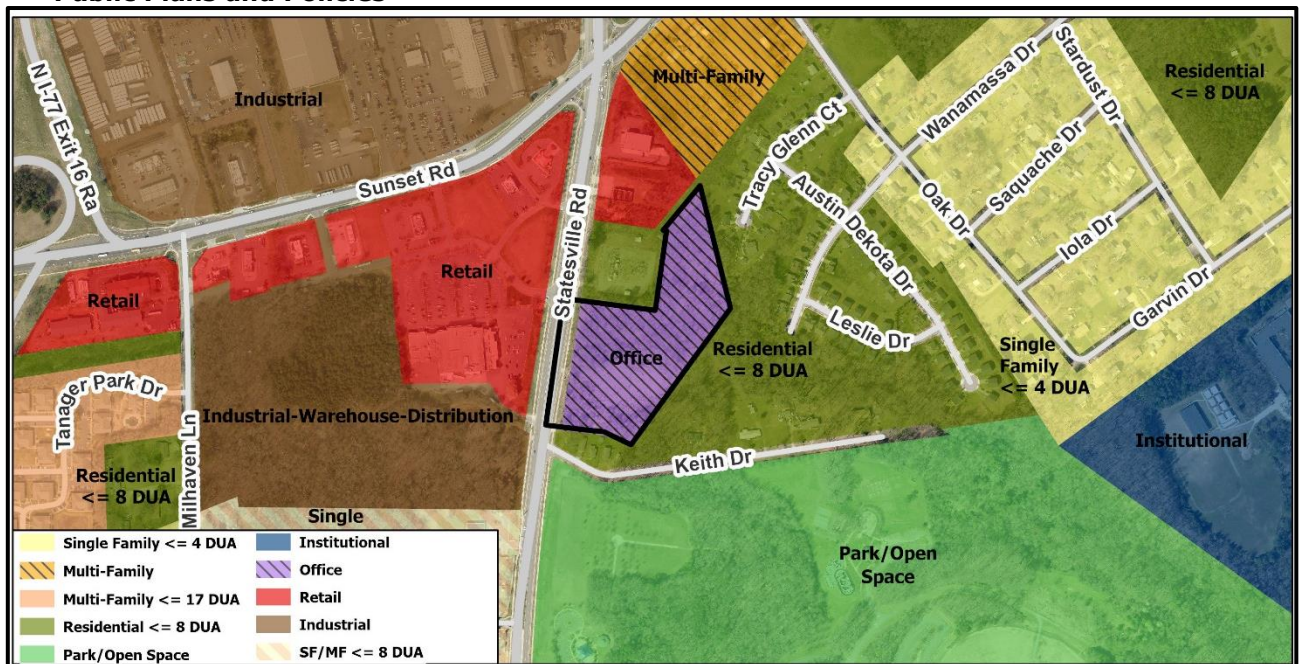 Public Plans and Policies
N I-77 Exit 16 Ra
Industrial
Sunset Rd
Statesville Rd
Multi-Family
Tracy Glenn Ct
Wanamassa Dr
Stardust Dr
Residential
<= 8 DUA
Saquache Dr
Austin Dekota Dr
Oak Dr
Iola Dr
Garvin Dr
Retail
Retail
Leslie Dr
Office
Residential
<= 8 DUA
Single
Family
<= 4 DUA
Tanager Park Dr
Milhaven Ln
Industrial-Warehouse-Distribution
Institutional
Keith Dr
Residential
<= 8 DUA
Single
Park/Open
Space
Single Family <= 4 DUA
Multi-Family
Multi-Family <= 17 DUA
Residential <= 8 DUA
Park/Open Space
Institutional
Office
Retail
Industrial
SF/MF <= 8 DUA